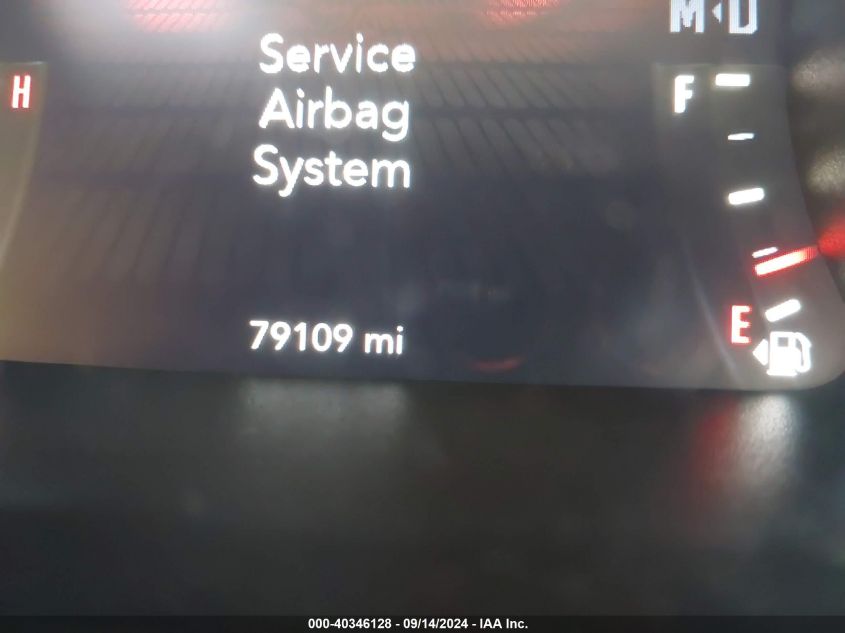 M◂D
Service
H
F
Airbag
System
E
79109 mi
000-40346128 - 09/14/2024 - IAA Inc.